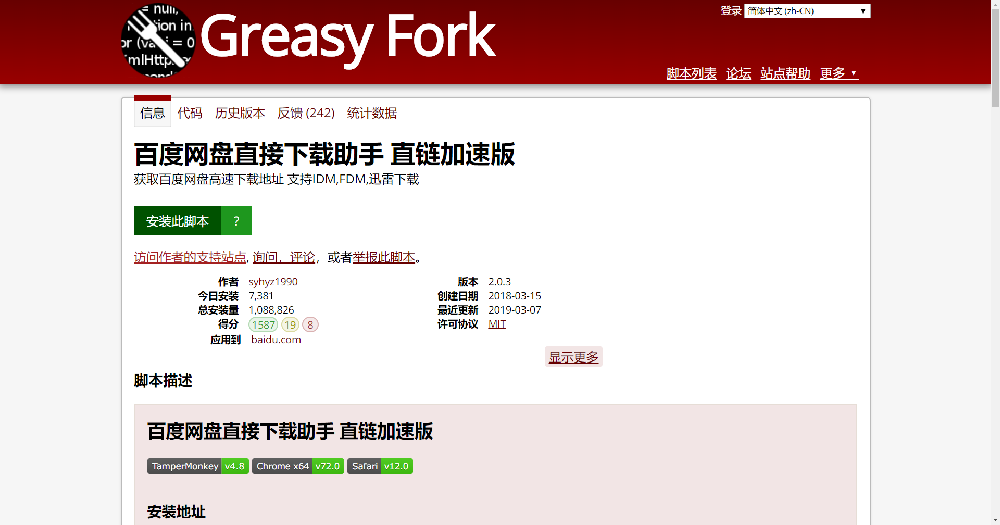 = null,
tion in
or (va i = 0
mlHttp
Greasy Fork
登录 简体中文 (zh-CN) ▼
脚本列表 论坛 站点帮助 更多 ▼
信息 代码 历史版本 反馈 (242) 统计数据
百度网盘直接下载助手 直链加速版
获取百度网盘高速下载地址 支持IDM,FDM,迅雷下载
安装此脚本 ?
访问作者的支持站点, 询问，评论，或者举报此脚本。
作者 syhyz1990
今日安装 7,381
总安装量 1,088,826
得分 1587 19 8
应用到 baidu.com
版本 2.0.3
创建日期 2018-03-15
最近更新 2019-03-07
许可协议 MIT
显示更多
脚本描述
百度网盘直接下载助手 直链加速版
TamperMonkey v4.8 Chrome x64 v72.0 Safari v12.0
安装地址